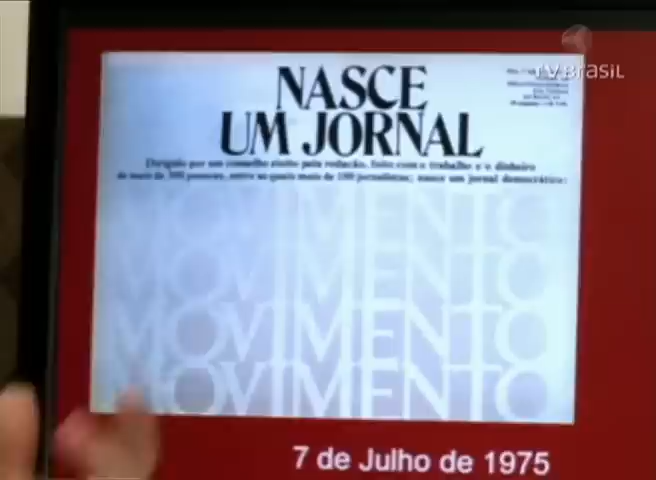 TV BRASIL
NASCE
UM JORNAL
Dirigido por um conselho eleito pela redação, feito com o trabalho e o dinheiro
de mais de 300 pessoas, entre as quais mais de 100 jornalistas; nasce um jornal democrático:
MOVIMENTO
MOVIMENTO
MOVIMENTO
MOVIMENTO
7 de Julho de 1975